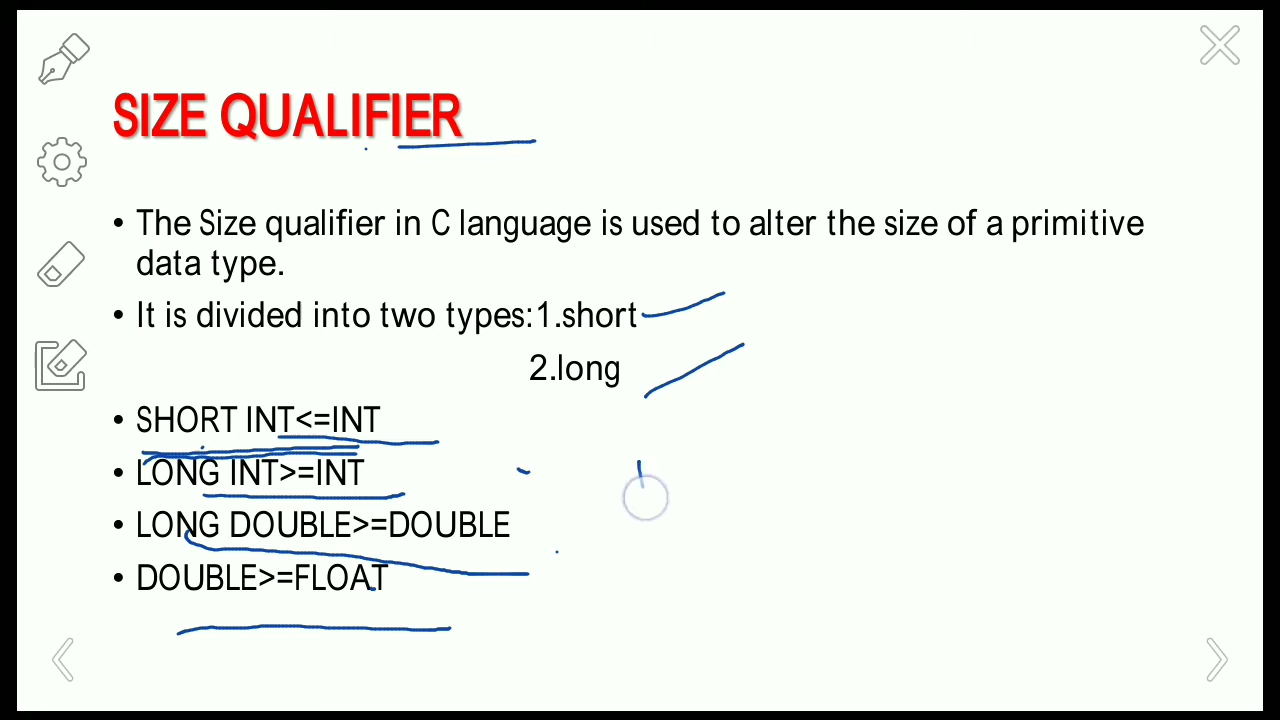 SIZE QUALIFIER
• The Size qualifier in C language is used to alter the size of a primitive
data type.
• It is divided into two types:1.short
2.long
• SHORT INT<=INT
• LONG INT>=INT
• LONG DOUBLE>=DOUBLE
• DOUBLE>=FLOAT